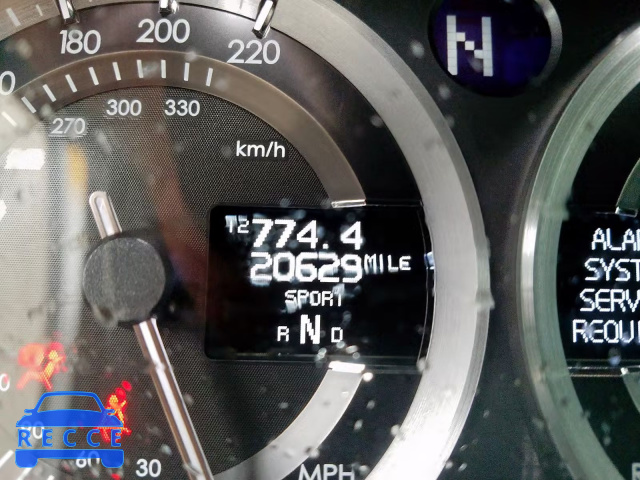 180
200
220
270
300
330
km/h
N
T2 774.4
20629 MILE
SPORT
R N D
ALA
SYST
SERV
REQU
60
30
MPH
RECCE